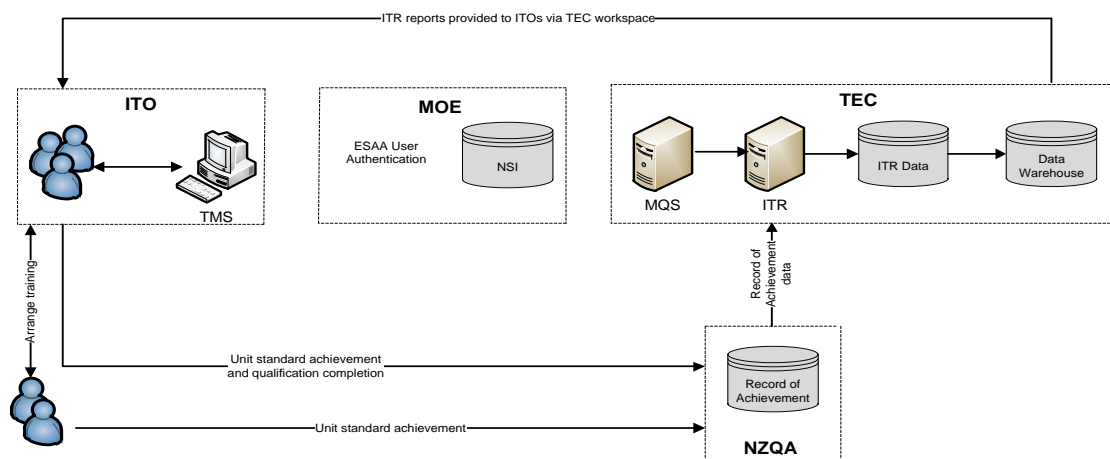 ITR reports provided to ITOs via TEC workspace
ITO
MOE
TEC
ESAA User
Authentication
NSI
ITR Data
Data
Warehouse
TMS
MQS
ITR
Arrange training
Record of
Achievement
data
Unit standard achievement
and qualification completion
Record of
Achievement
Unit standard achievement
NZQA